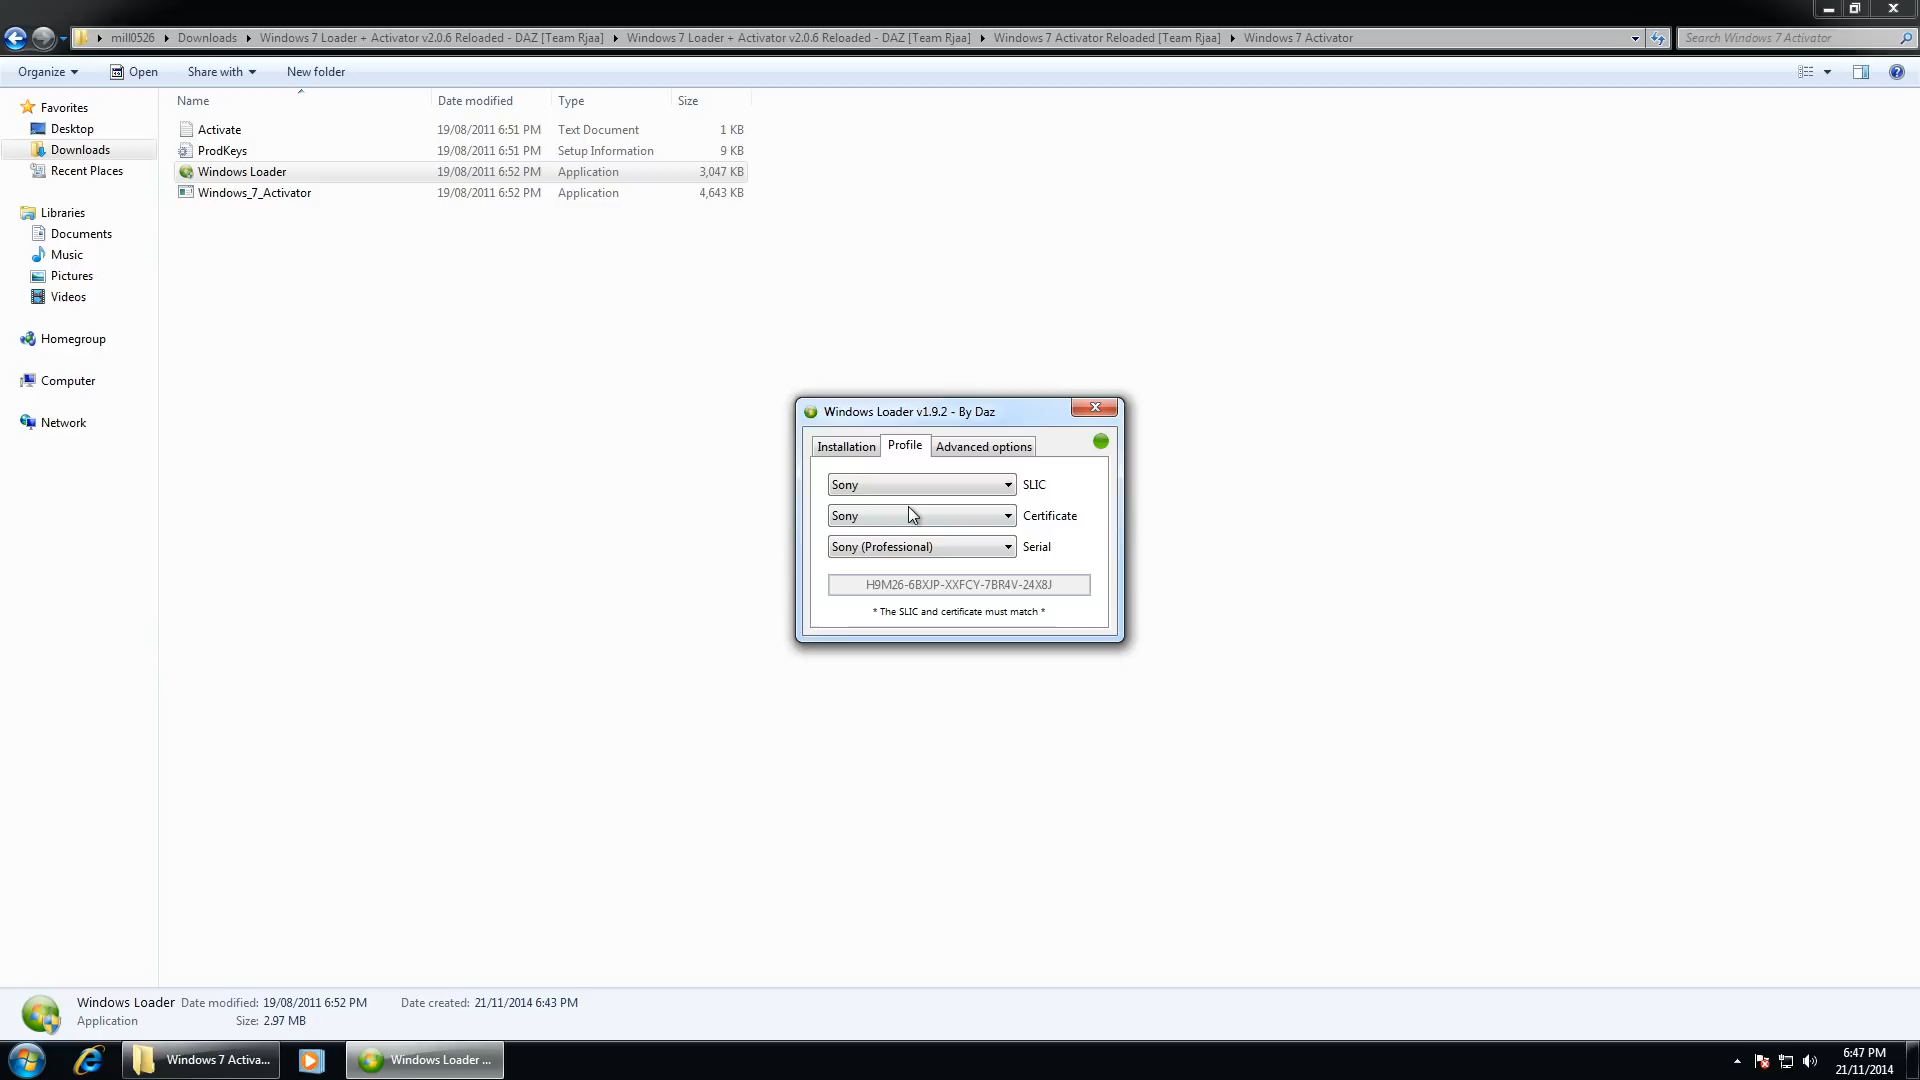 mill0526 Downloads Windows 7 Loader + Activator v2.0.6 Reloaded - DAZ [Team Rjaa] Windows 7 Loader + Activator v2.0.6 Reloaded - DAZ [Team Rjaa] Windows 7 Activator Reloaded [Team Rjaa] Windows 7 Activator Search Windows 7 Activator
Organize Open Share with New folder
Name Date modified Type Size
Favorites
Desktop
Downloads
Recent Places
Libraries
Documents
Music
Pictures
Videos
Homegroup
Computer
Network
Activate 19/08/2011 6:51 PM Text Document 1 KB
ProdKeys 19/08/2011 6:51 PM Setup Information 9 KB
Windows Loader 19/08/2011 6:52 PM Application 3,047 KB
Windows_7_Activator 19/08/2011 6:52 PM Application 4,643 KB
Windows Loader v1.9.2 - By Daz
Installation Profile Advanced options
Sony SLIC
Sony Certificate
Sony (Professional) Serial
H9M26-6BXJP-XXFCY-7BR4V-24X8J
* The SLIC and certificate must match *
Windows Loader Date modified: 19/08/2011 6:52 PM Date created: 21/11/2014 6:43 PM
Application Size: 2.97 MB
Windows 7 Activa... Windows Loader ... 6:47 PM
21/11/2014